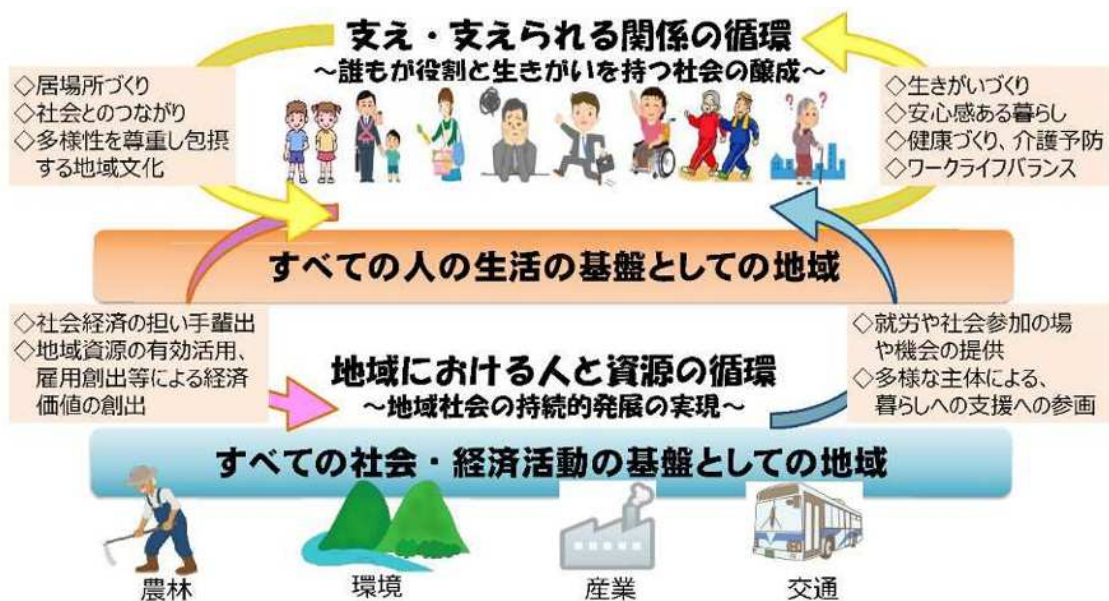 支え・支えられる関係の循環
～誰もが役割と生きがいを持つ社会の醸成～
◇居場所づくり
◇社会とのつながり
◇多様性を尊重し包摂
する地域文化
◇生きがいづくり
◇安心感ある暮らし
◇健康づくり、介護予防
◇ワークライフバランス
? ?
すべての人の生活の基盤としての地域
◇社会経済の担い手輩出
◇地域資源の有効活用、
雇用創出等による経済
価値の創出
◇就労や社会参加の場
や機会の提供
◇多様な主体による、
暮らしへの支援への参画
地域における人と資源の循環
～地域社会の持続的発展の実現～
すべての社会・経済活動の基盤としての地域
農林
環境
産業
交通